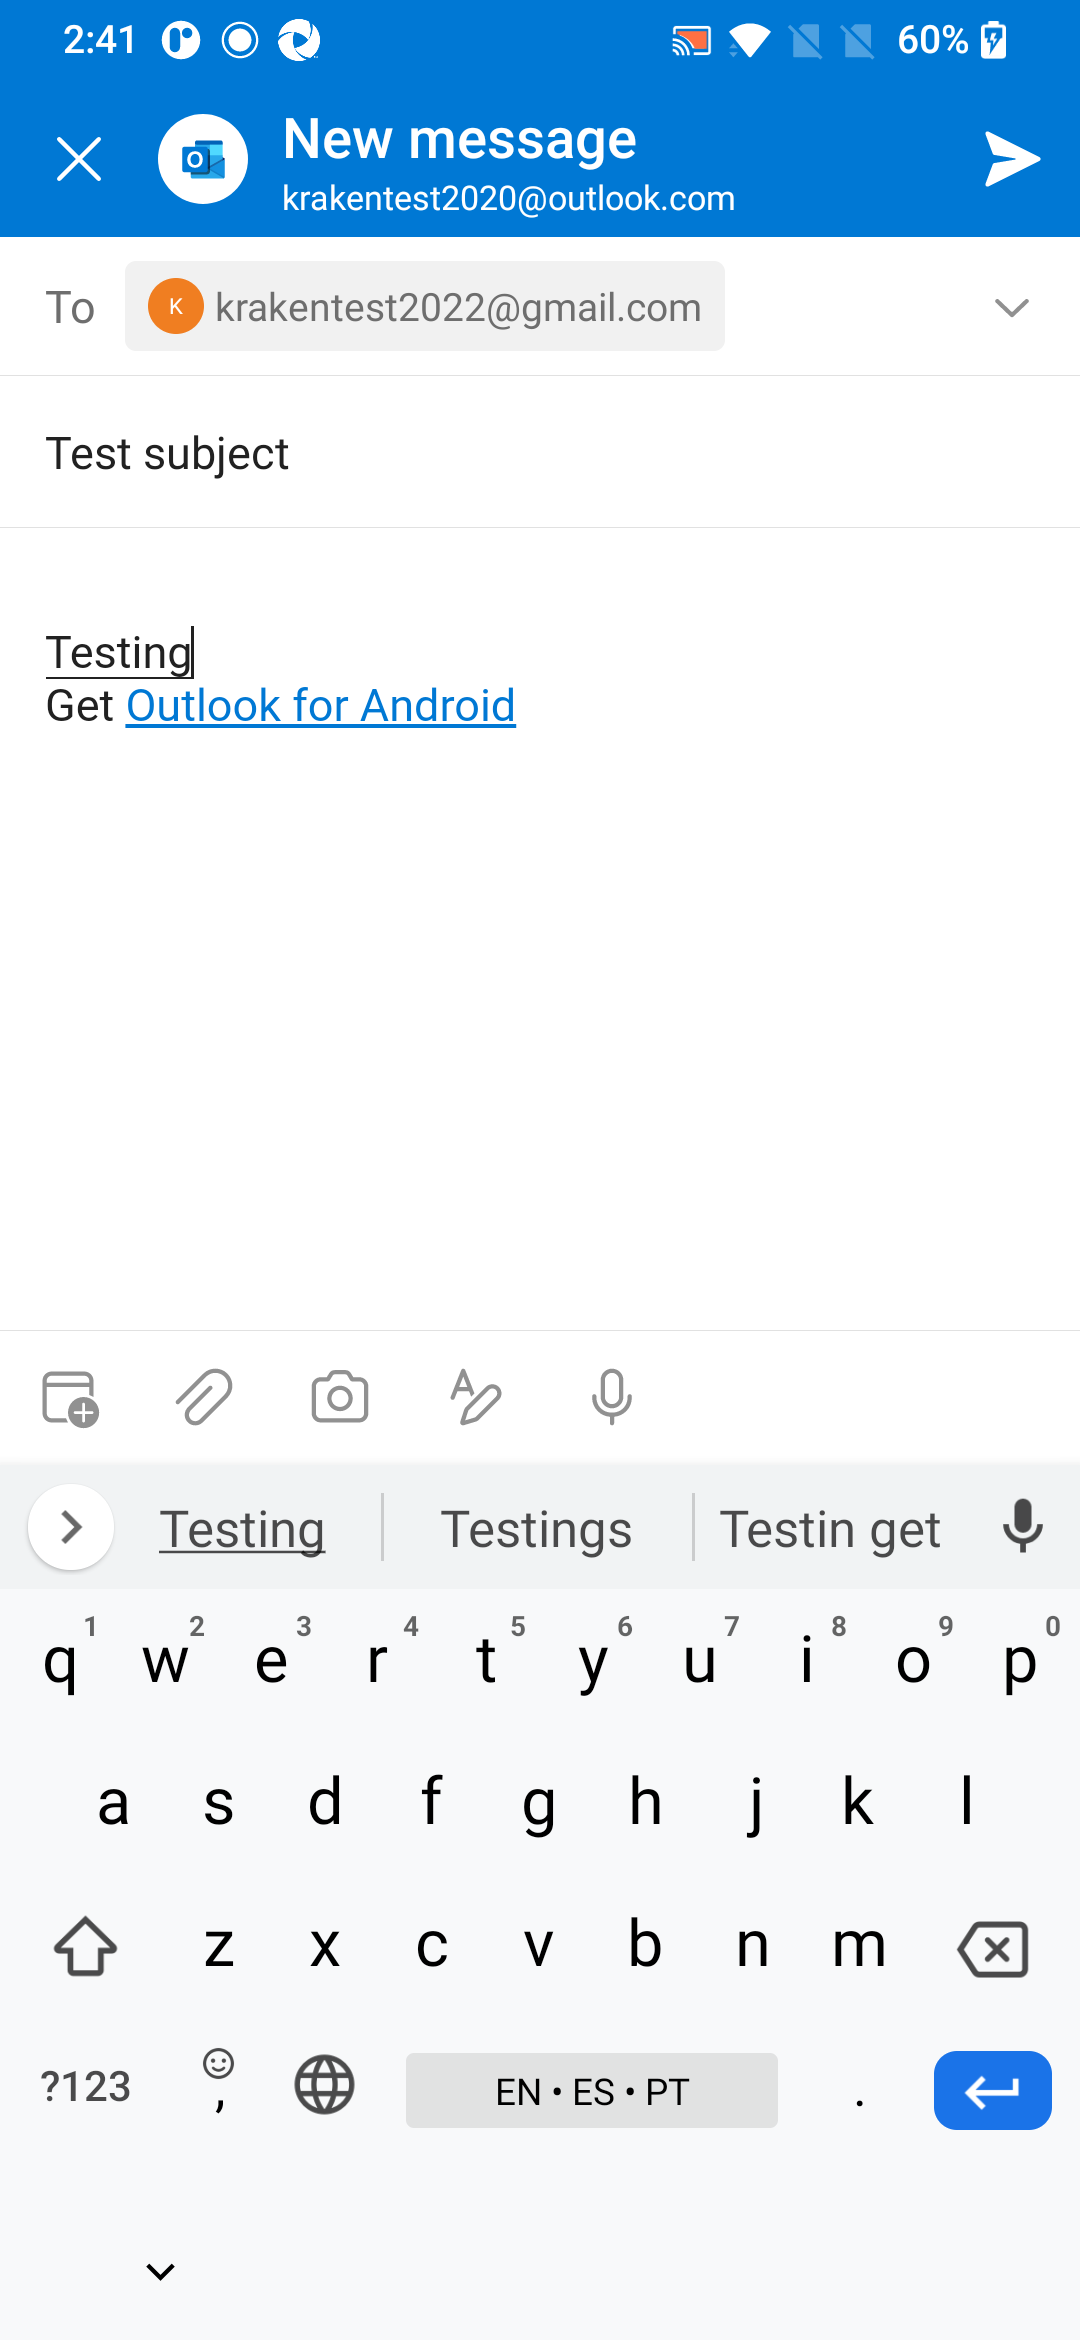 2:41 60%
New message
krakentest2020@outlook.com
To K krakentest2022@gmail.com
Test subject
Testing
Get Outlook for Android
Testing Testings Testin get
1 2 3 4 5 6 7 8 9 0
q w e r t y u i o p
a s d f g h j k l
z x c v b n m
?123 , EN • ES • PT .